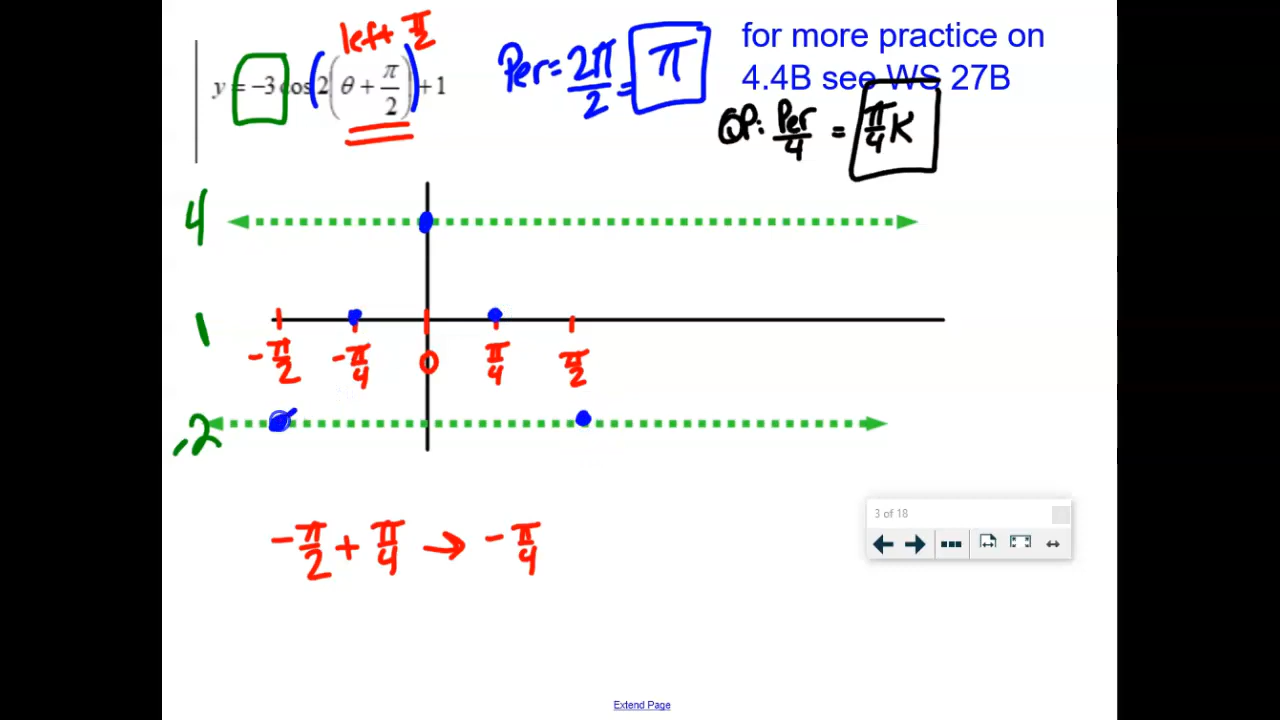 left π/2
y = −3 cos 2(θ + π/2) + 1
Per = 2π/2 = π
for more practice on
4.4B see WS 27B
QP: Per/4 = π/4 K
4
1
-π/2 -π/4 0 π/4 π/2
-2
-π/2 + π/4 → -π/4
3 of 18
Extend Page